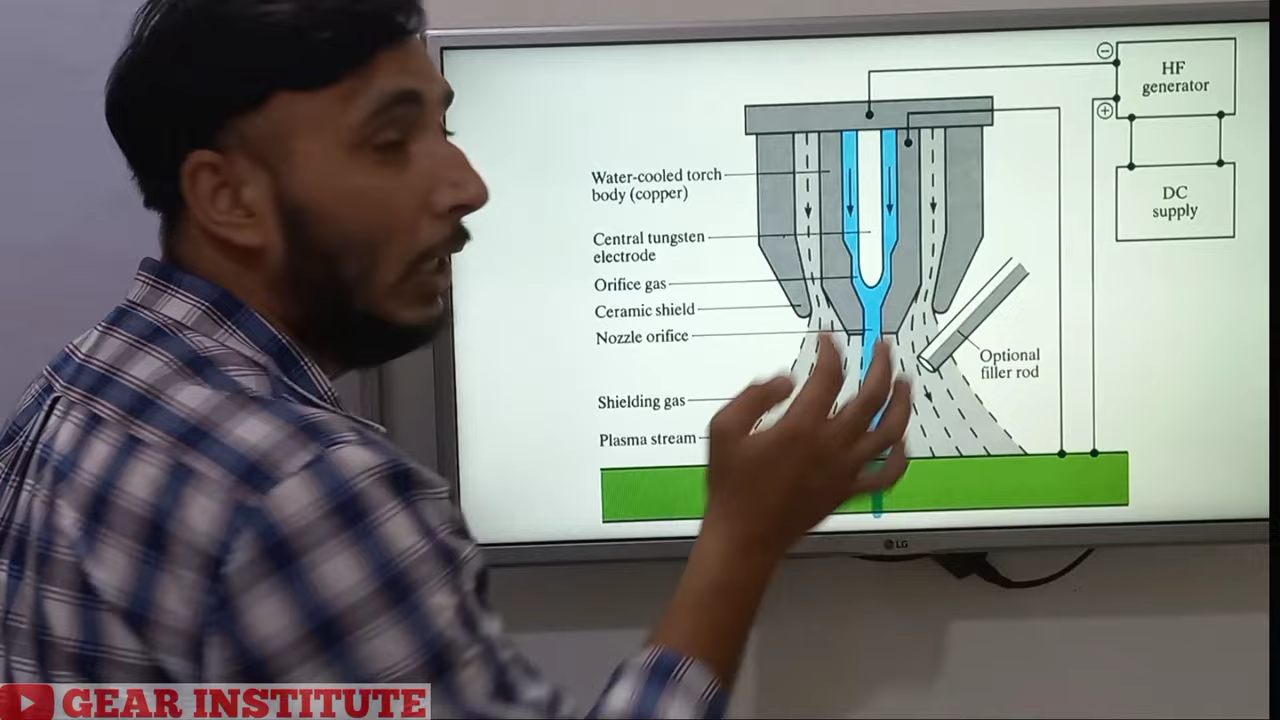 HF
generator
DC
supply
Water-cooled torch
body (copper)
Central tungsten
electrode
Orifice gas
Ceramic shield
Nozzle orifice
Optional
filler rod
Shielding gas
Plasma stream
LG
GEAR INSTITUTE